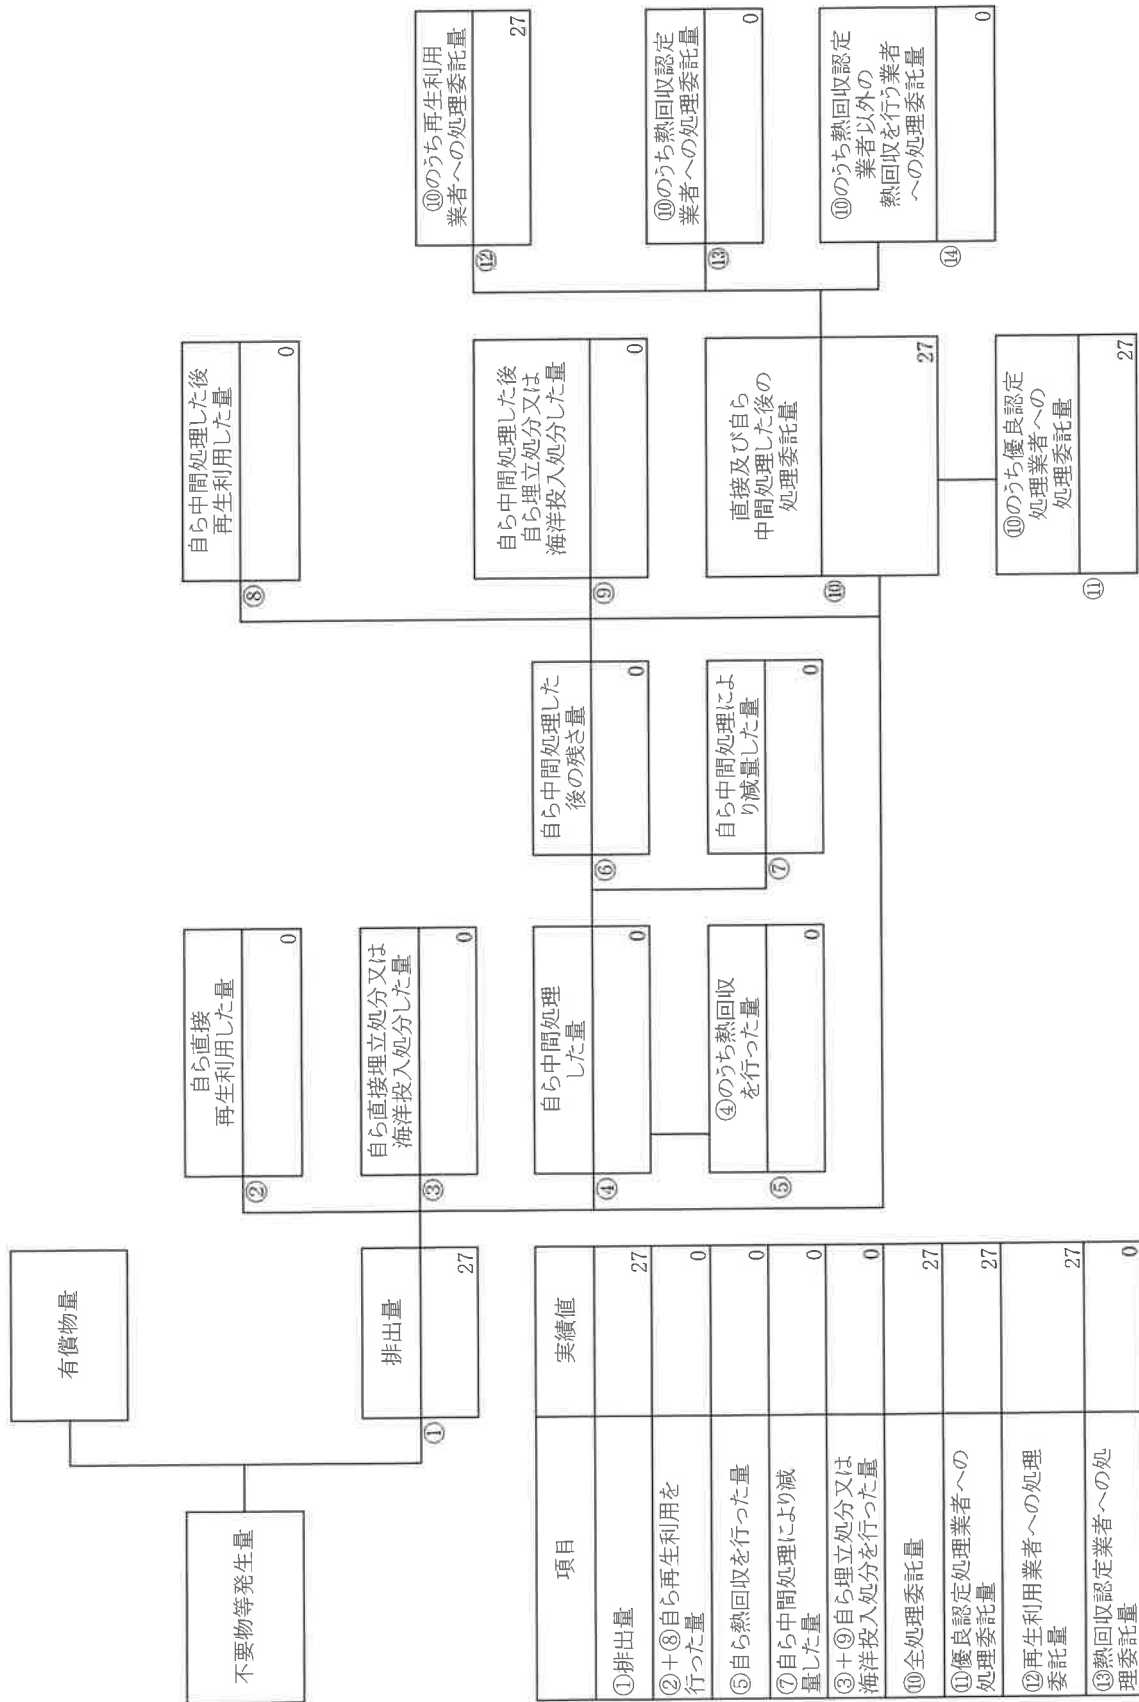 不要物等発生量
有償物量
①
排出量
27
②
自ら直接
再生利用した量
0
③
自ら直接埋立処分又は
海洋投入処分した量
0
④
自ら中間処理
した量
0
⑤
④のうち熱回収
を行った量
0
⑥
自ら中間処理した
後の残さ量
0
⑦
自ら中間処理によ
り減量した量
0
⑧
自ら中間処理した後
再生利用した量
0
⑨
自ら中間処理した後
自ら埋立処分又は
海洋投入処分した量
0
⑩
直接及び自ら
中間処理した後の
処理委託量
27
⑪
⑩のうち優良認定
処理業者への
処理委託量
27
⑫
⑩のうち再生利用
業者への処理委託量
27
⑬
⑩のうち熱回収認定
業者への処理委託量
0
⑭
⑩のうち熱回収認定
業者以外の
熱回収を行う業者
への処理委託量
0
項目 実績値
①排出量 27
②+⑧自ら再生利用を
行った量 0
⑤自ら熱回収を行った量 0
⑦自ら中間処理により減
量した量 0
③+⑨自ら埋立処分又は
海洋投入処分を行った量 0
⑩全処理委託量 27
⑪優良認定処理業者への
処理委託量 27
⑫再生利用業者への処理
委託量 27
⑬熱回収認定業者への処
理委託量 0